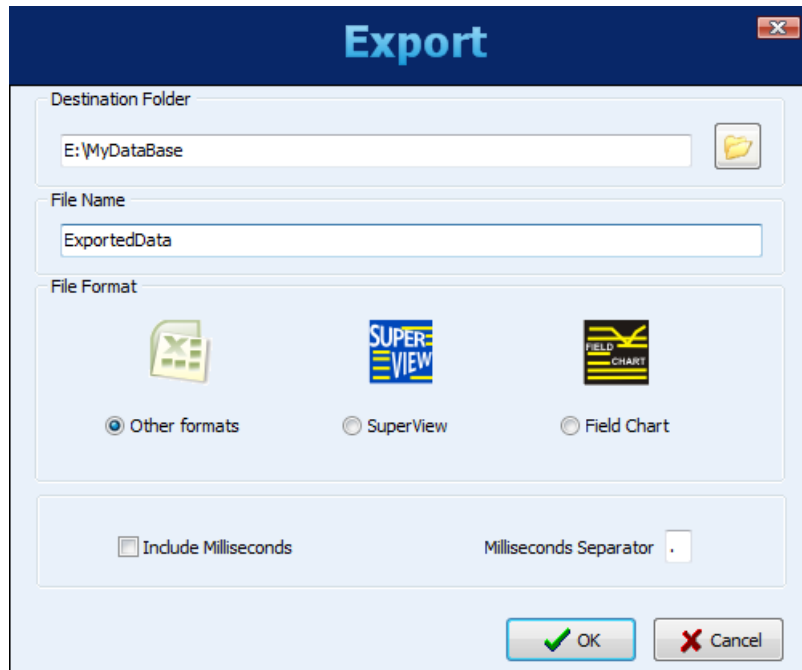 Export
Destination Folder
E:\MyDataBase
File Name
ExportedData
File Format
SUPER
VIEW
FIELD
CHART
Other formats
SuperView
Field Chart
Include Milliseconds
Milliseconds Separator .
OK
Cancel